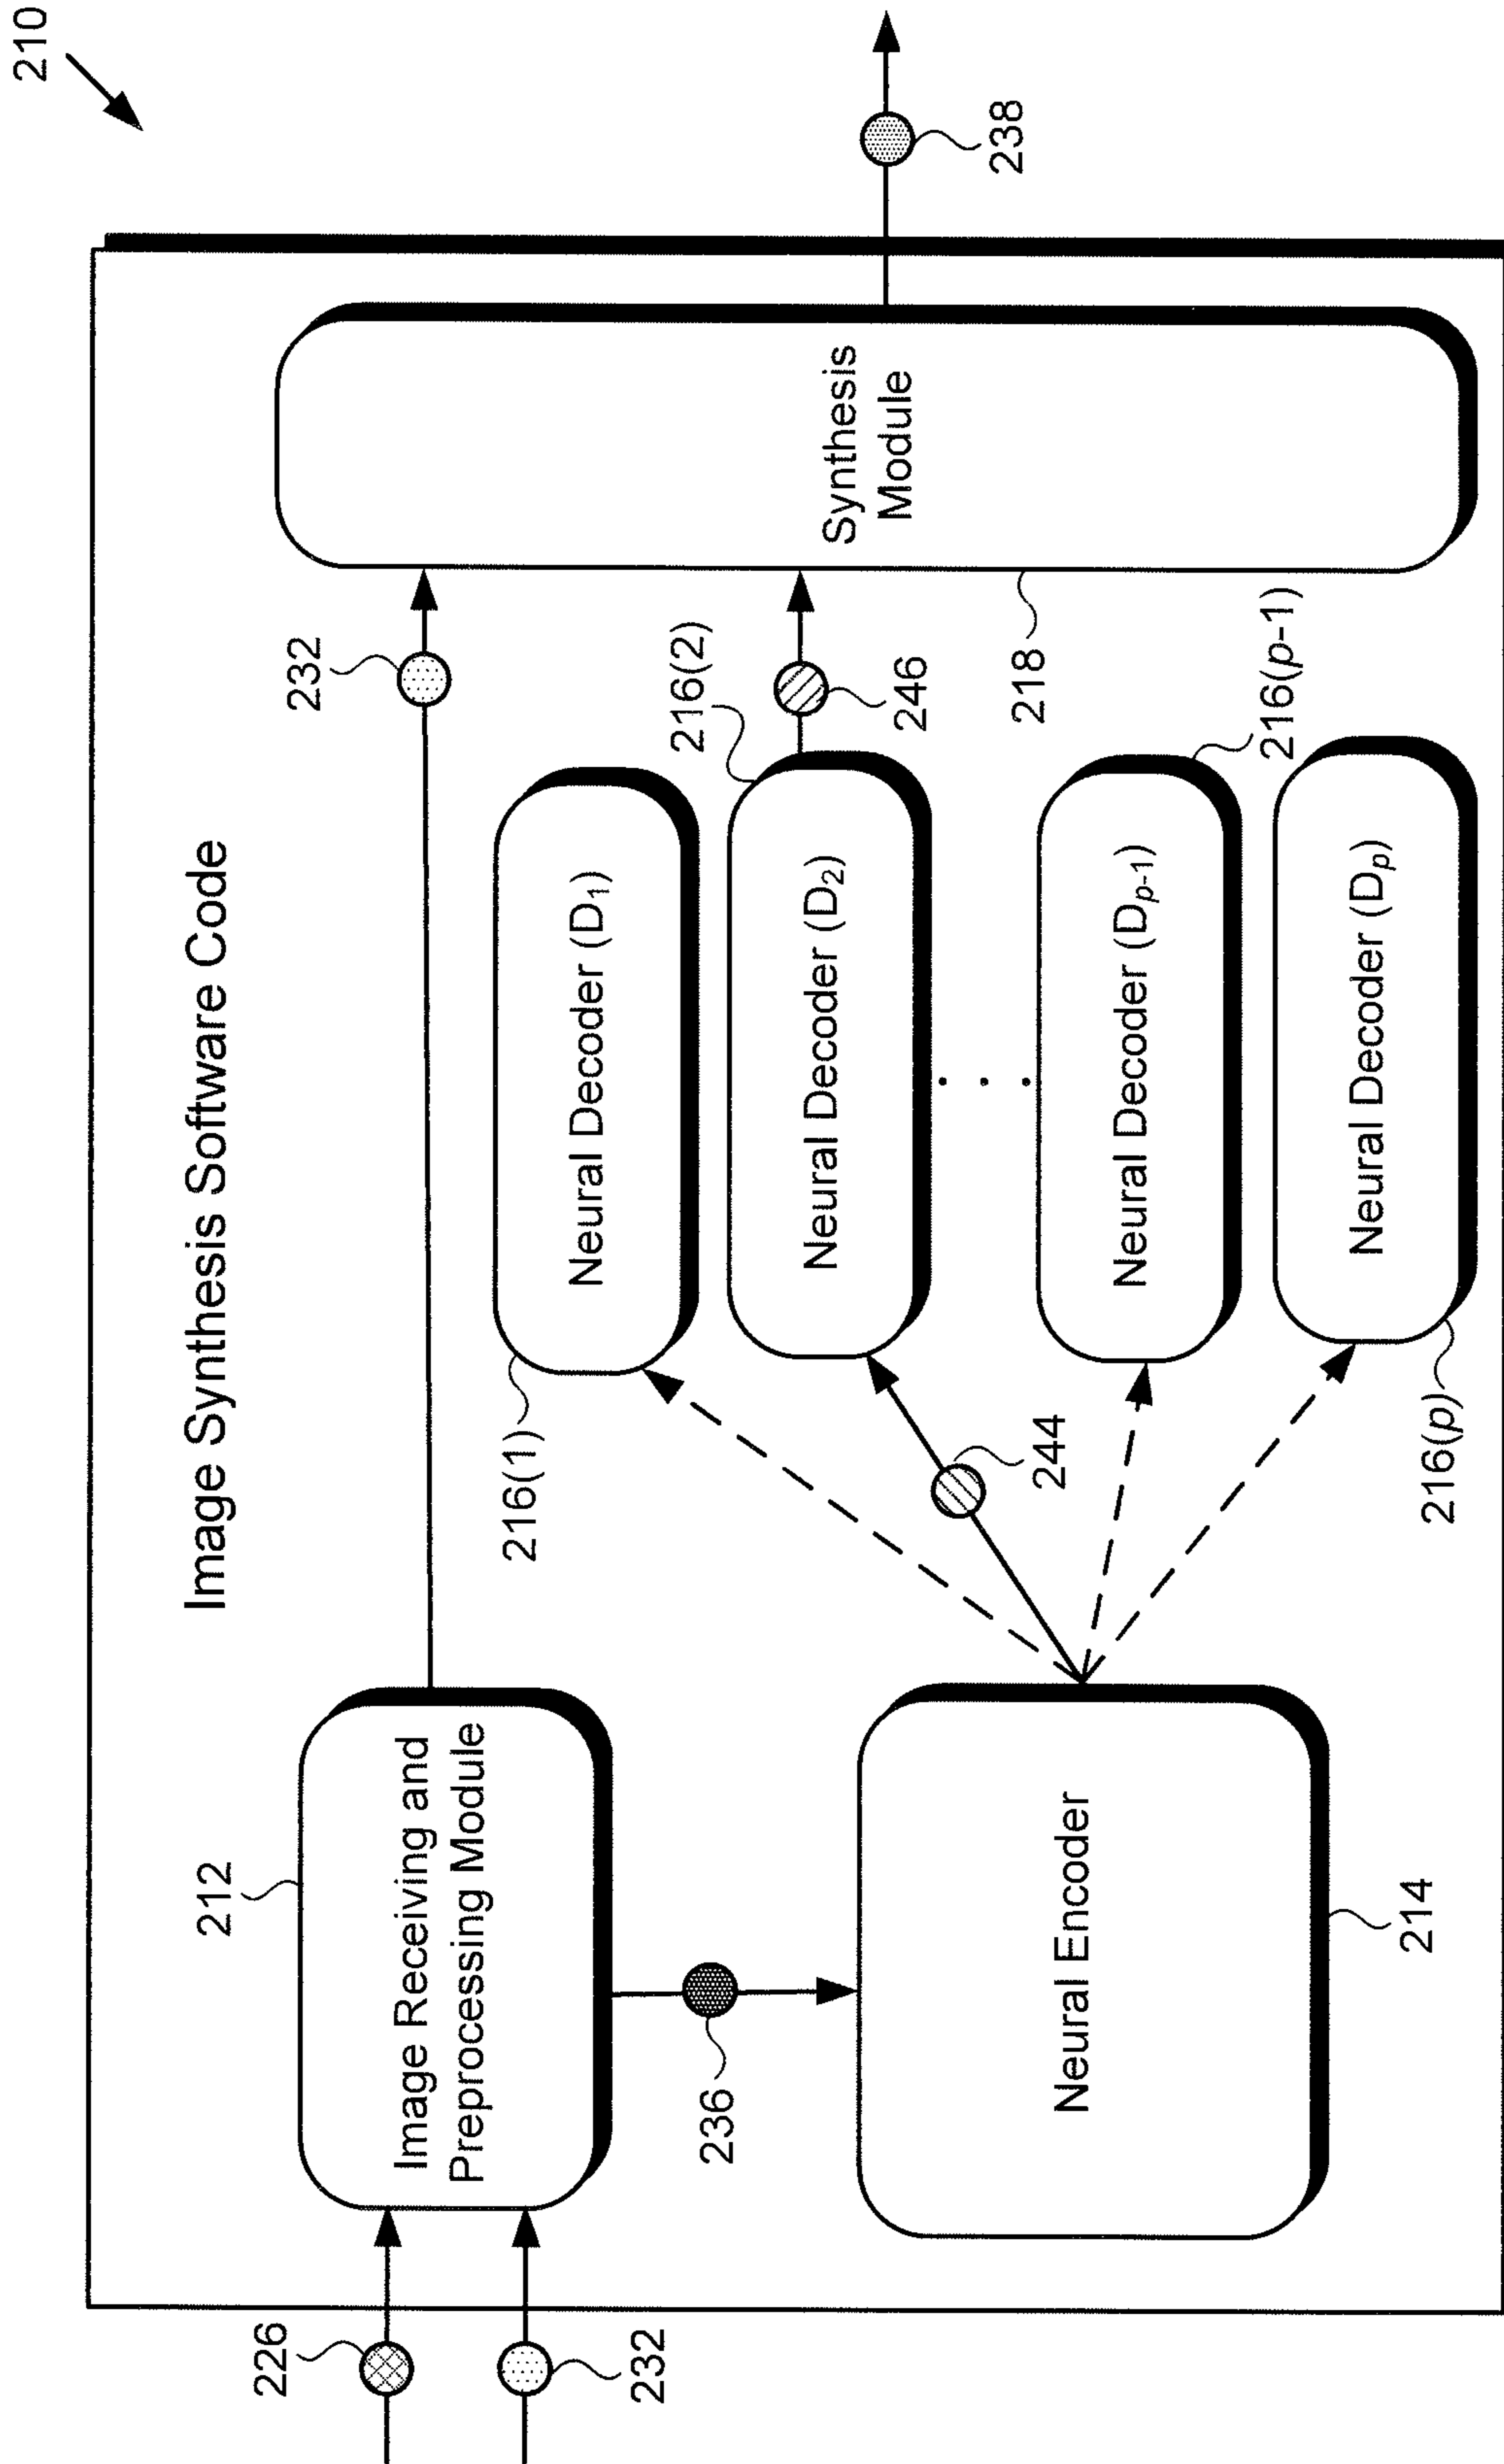 210
Image Synthesis Software Code
226
232
212
Image Receiving and
Preprocessing Module
232
236
Neural Encoder
214
244
216(1)
Neural Decoder (D₁)
216(2)
Neural Decoder (D₂)
. . .
Neural Decoder (Dₚ₋₁)
216(p-1)
Neural Decoder (Dₚ)
216(p)
246
Synthesis
Module
218
238